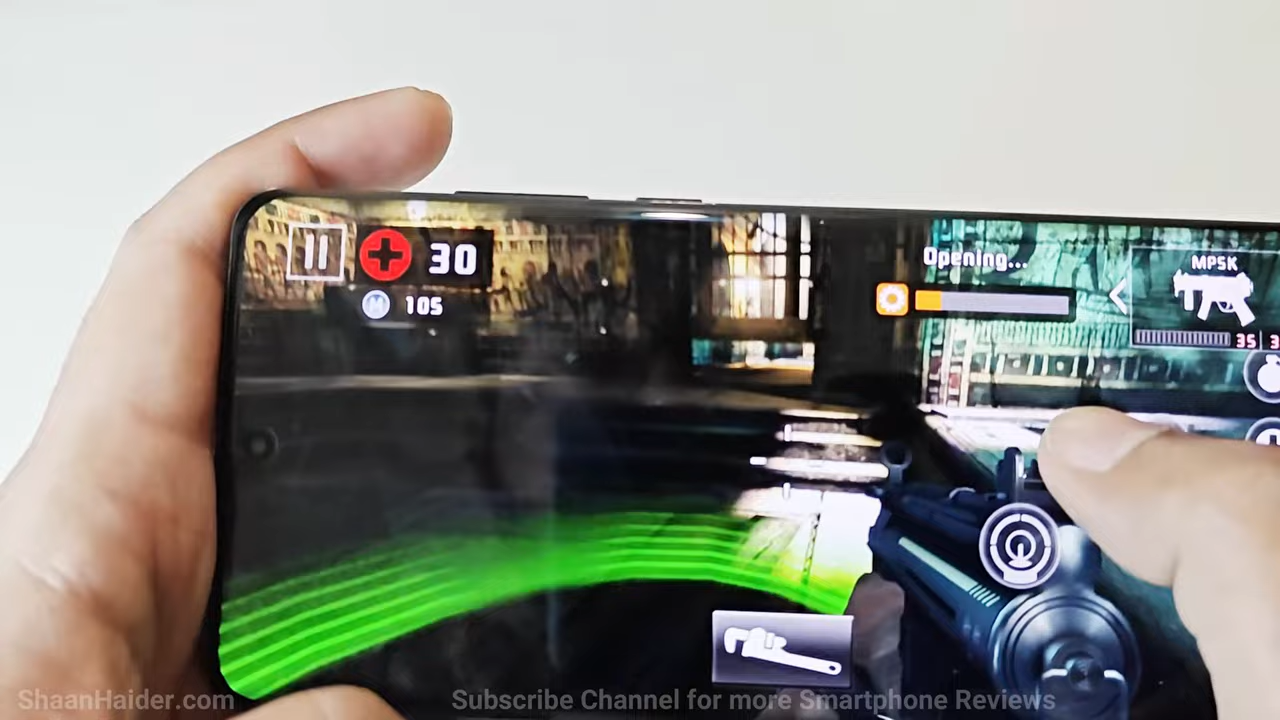 30
105
Opening...
MP5K
35
ShaanHaider.com
Subscribe Channel for more Smartphone Reviews